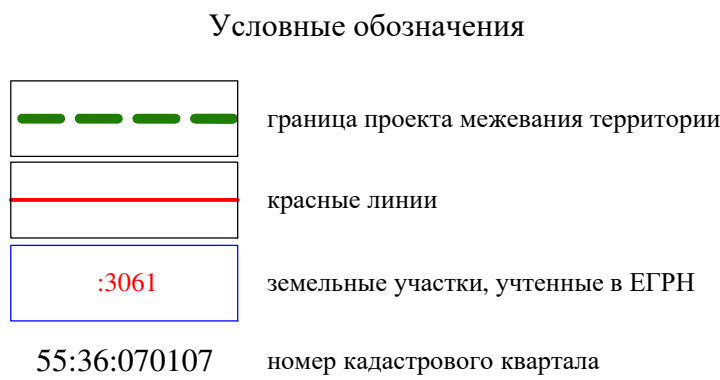 Условные обозначения
граница проекта межевания территории
красные линии
:3061 земельные участки, учтенные в ЕГРН
55:36:070107 номер кадастрового квартала